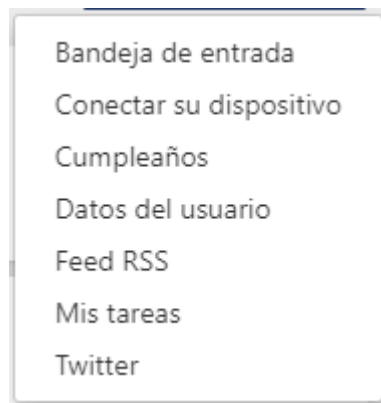 Bandeja de entrada
Conectar su dispositivo
Cumpleaños
Datos del usuario
Feed RSS
Mis tareas
Twitter